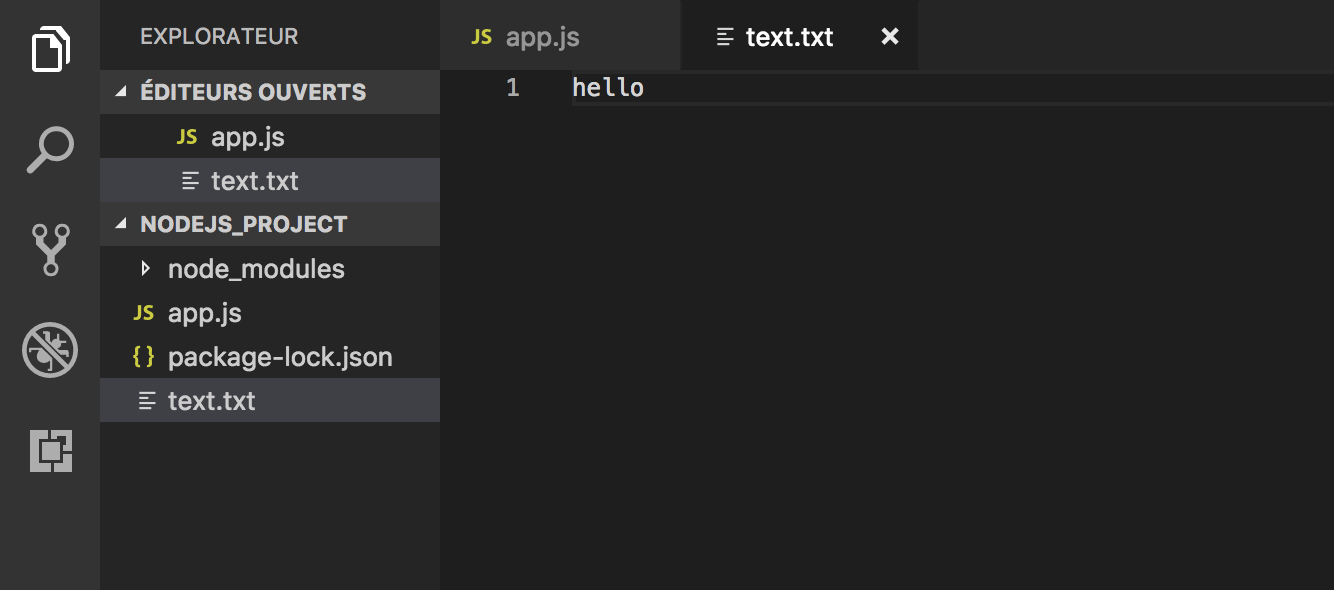 EXPLORATEUR
ÉDITEURS OUVERTS
JS app.js
text.txt
NODEJS_PROJECT
node_modules
JS app.js
{ } package-lock.json
text.txt
JS app.js
text.txt
1 hello